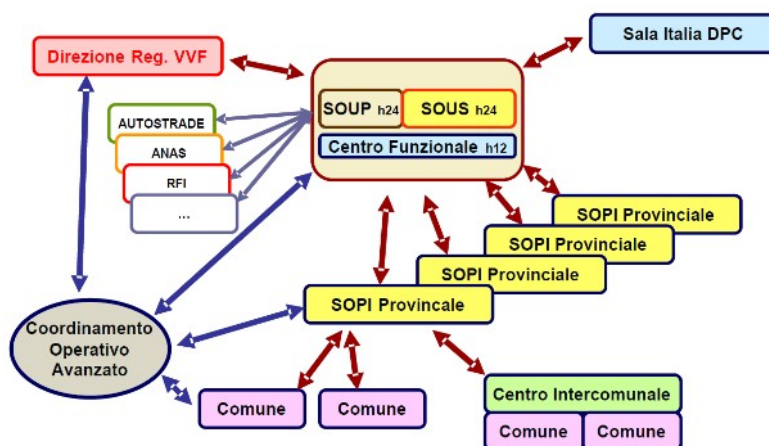 Direzione Reg. VVF
Sala Italia DPC
SOUP h24
SOUS h24
Centro Funzionale h12
AUTOSTRADE
ANAS
RFI
...
SOPI Provinciale
SOPI Provinciale
SOPI Provinciale
SOPI Provincale
Coordinamento
Operativo
Avanzato
Comune
Comune
Centro Intercomunale
Comune
Comune